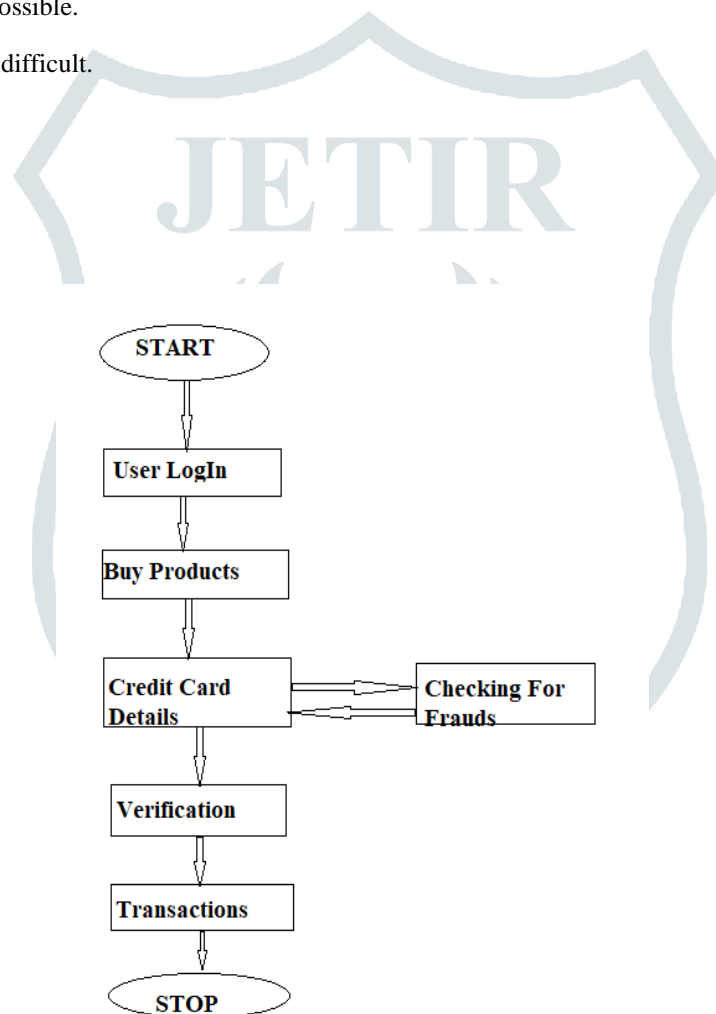 ossible.
difficult.
JETIR
START
User LogIn
Buy Products
Credit Card
Details
Checking For
Frauds
Verification
Transactions
STOP